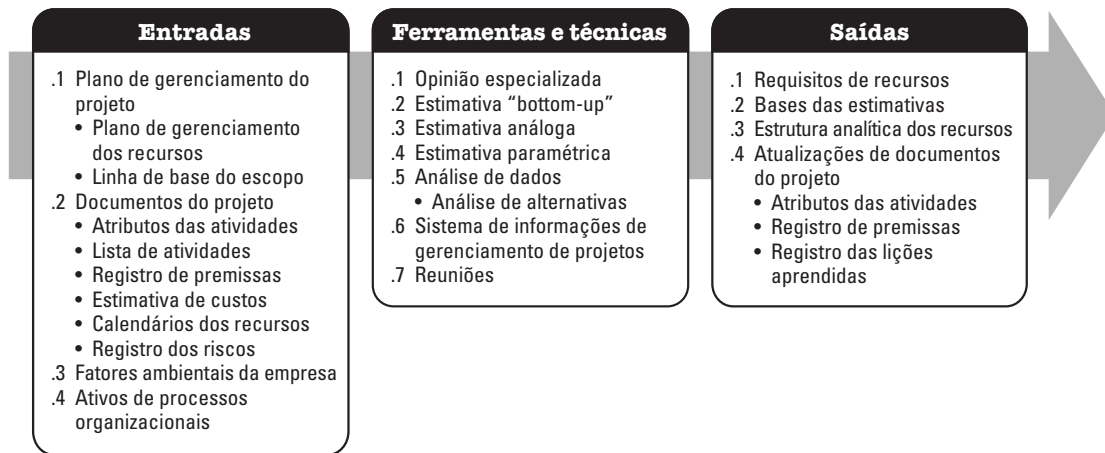 Entradas
.1 Plano de gerenciamento do
projeto
• Plano de gerenciamento
dos recursos
• Linha de base do escopo
.2 Documentos do projeto
• Atributos das atividades
• Lista de atividades
• Registro de premissas
• Estimativa de custos
• Calendários dos recursos
• Registro dos riscos
.3 Fatores ambientais da empresa
.4 Ativos de processos
organizacionais
Ferramentas e técnicas
.1 Opinião especializada
.2 Estimativa “bottom-up”
.3 Estimativa análoga
.4 Estimativa paramétrica
.5 Análise de dados
• Análise de alternativas
.6 Sistema de informações de
gerenciamento de projetos
.7 Reuniões
Saídas
.1 Requisitos de recursos
.2 Bases das estimativas
.3 Estrutura analítica dos recursos
.4 Atualizações de documentos
do projeto
• Atributos das atividades
• Registro de premissas
• Registro das lições
aprendidas